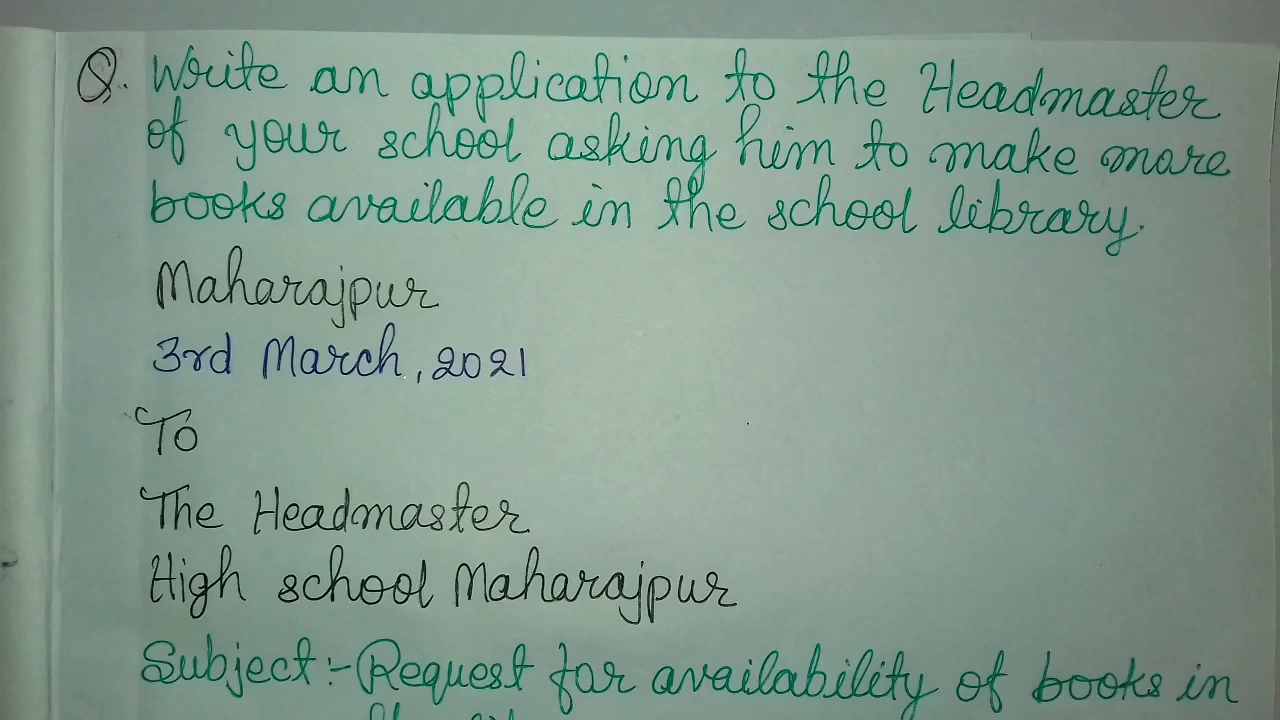 Q. Write an application to the Headmaster
of your school asking him to make more
books available in the school library.
Maharajpur
3rd March, 2021
To
The Headmaster
High school Maharajpur
Subject:-Request for availability of books in